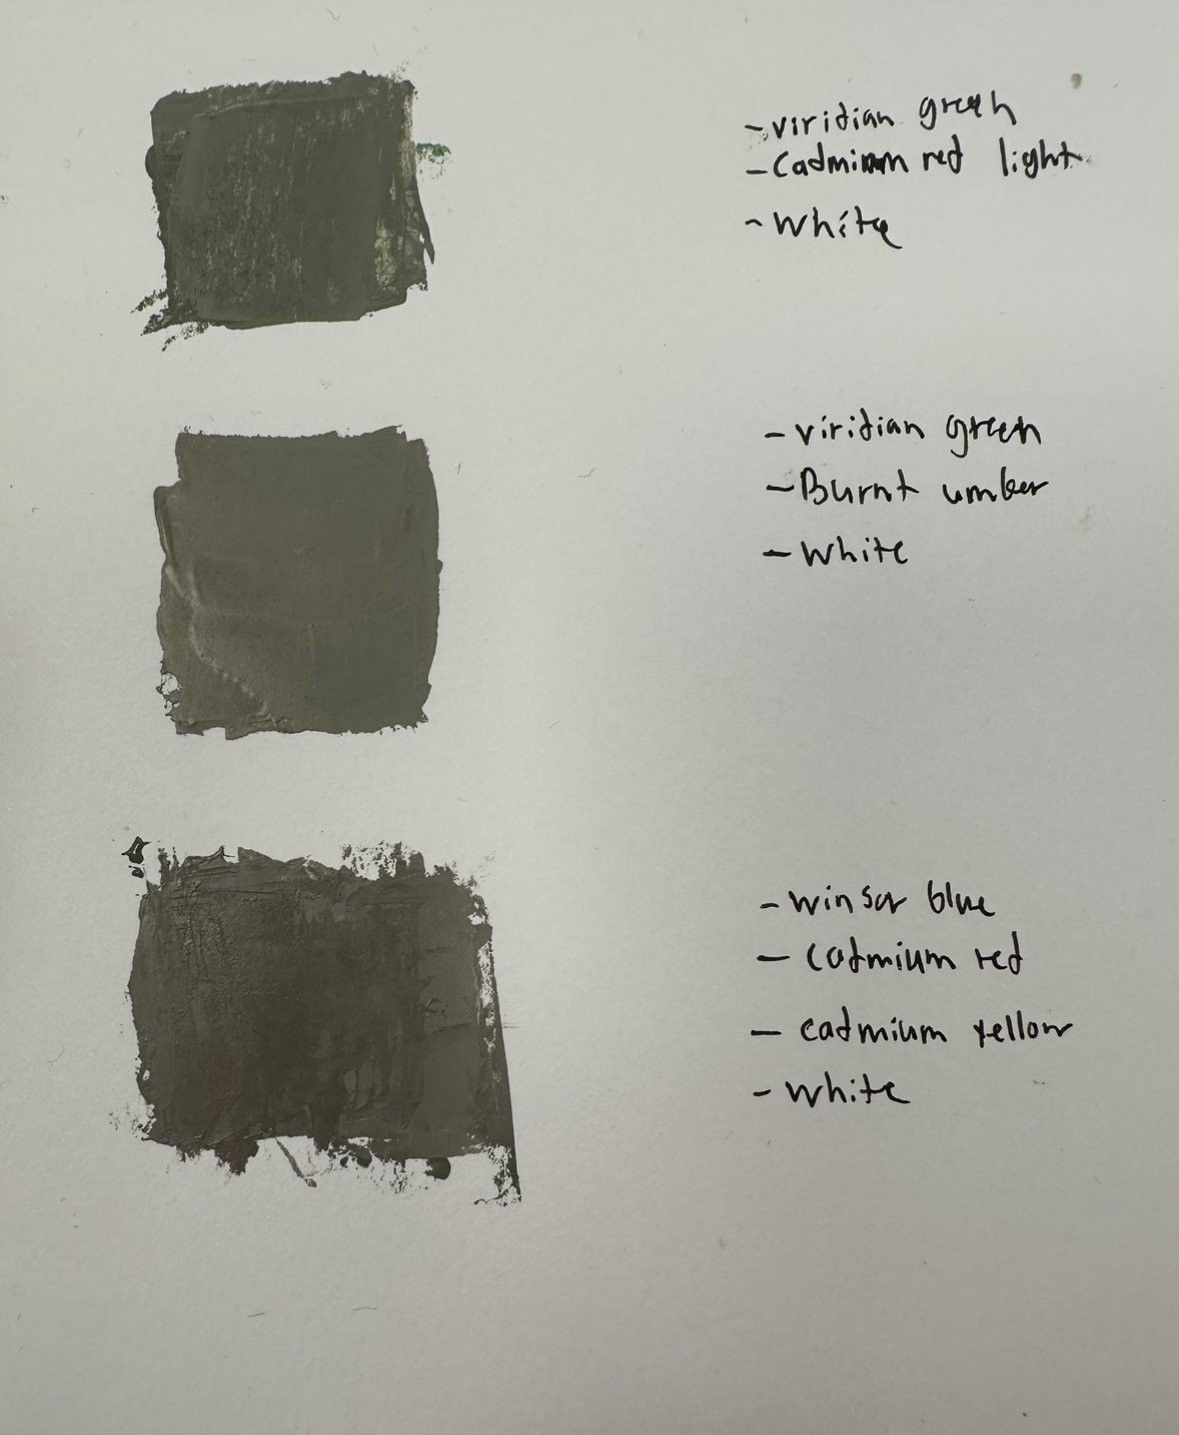 - viridian green
- Cadmium red light
- white
- viridian green
- Burnt umber
- white
- winsor blue
- cadmium red
- cadmium yellow
- white